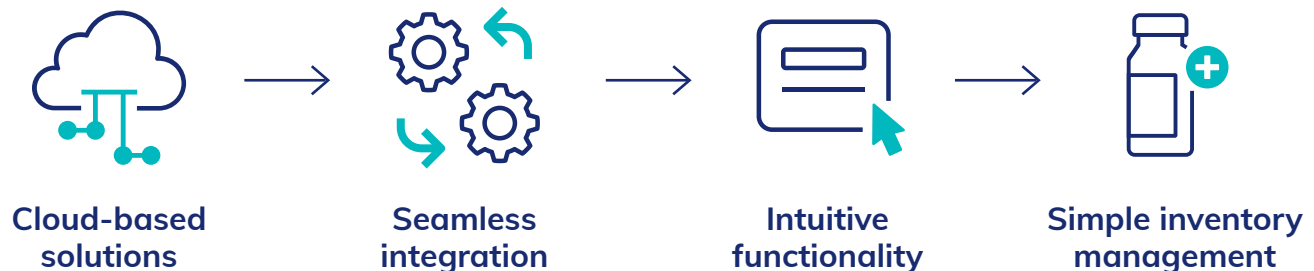 Cloud-based
solutions
Seamless
integration
Intuitive
functionality
Simple inventory
management